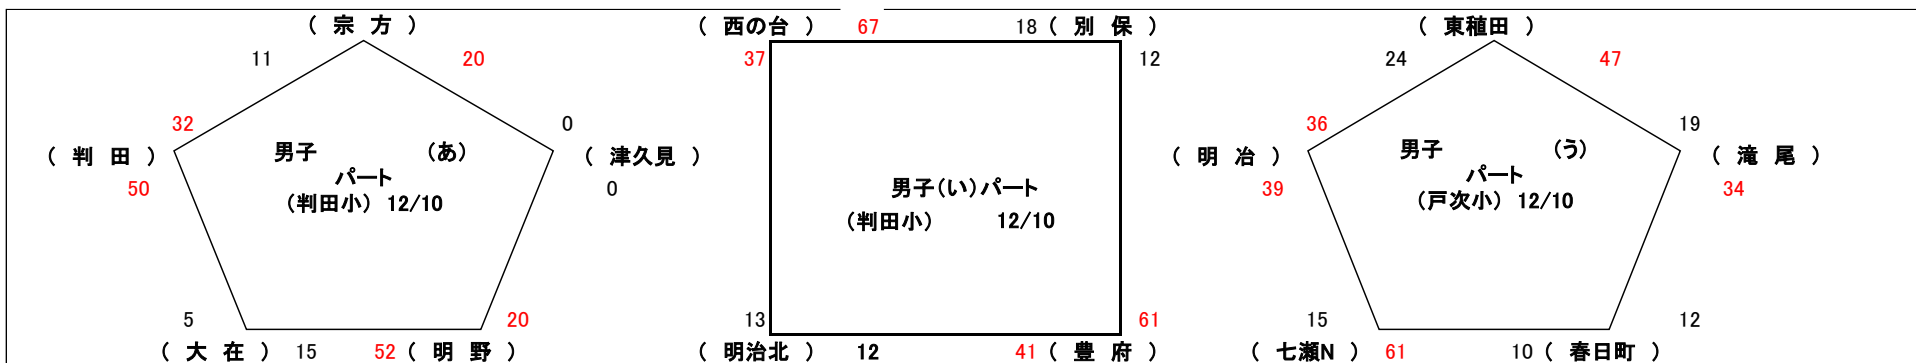 （ 宗 方 ）
11 20
32 0
（ 判 田 ） 男子 （あ） （ 津久見 ）
パート
50 0
（判田小） 12/10
5 20
（ 大 在 ） 15 52 （ 明 野 ）
（ 西の台 ） 67 18 （ 別 保 ）
37 12
男子（い）パート
（判田小） 12/10
13 61
（ 明治北 ） 12 41 （ 豊 府 ）
（ 東稙田 ）
24 47
36 19
（ 明 治 ） 男子 （う） （ 滝 尾 ）
パート
39 34
（戸次小） 12/10
15 12
（ 七瀬N ） 61 10 （ 春日町 ）